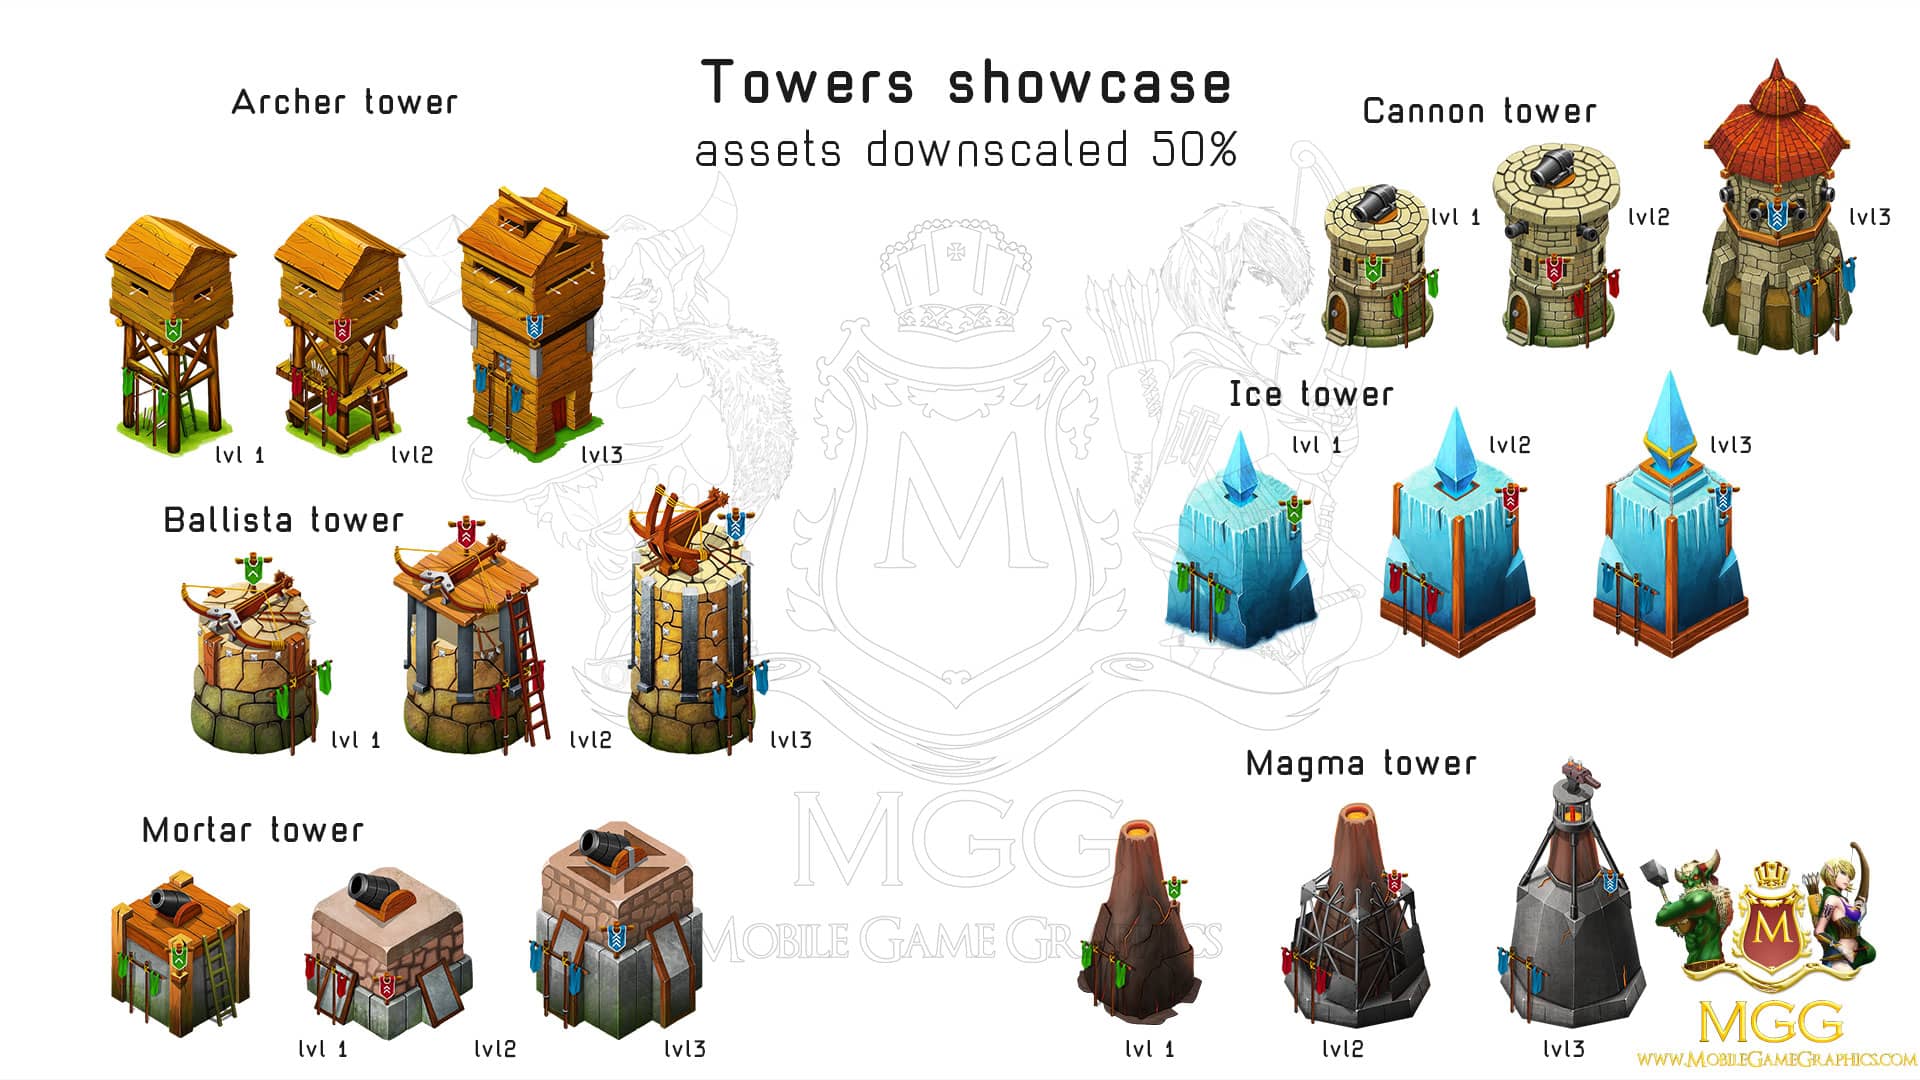 Towers showcase
assets downscaled 50%
Archer tower
lvl 1
lvl2
lvl3
Cannon tower
lvl 1
lvl2
lvl3
Ice tower
lvl 1
lvl2
lvl3
Ballista tower
lvl 1
lvl2
lvl3
Magma tower
lvl 1
lvl2
lvl3
Mortar tower
lvl 1
lvl2
lvl3
M
MGG
Mobile Game Graphics
M
MGG
www.MobileGameGraphics.com